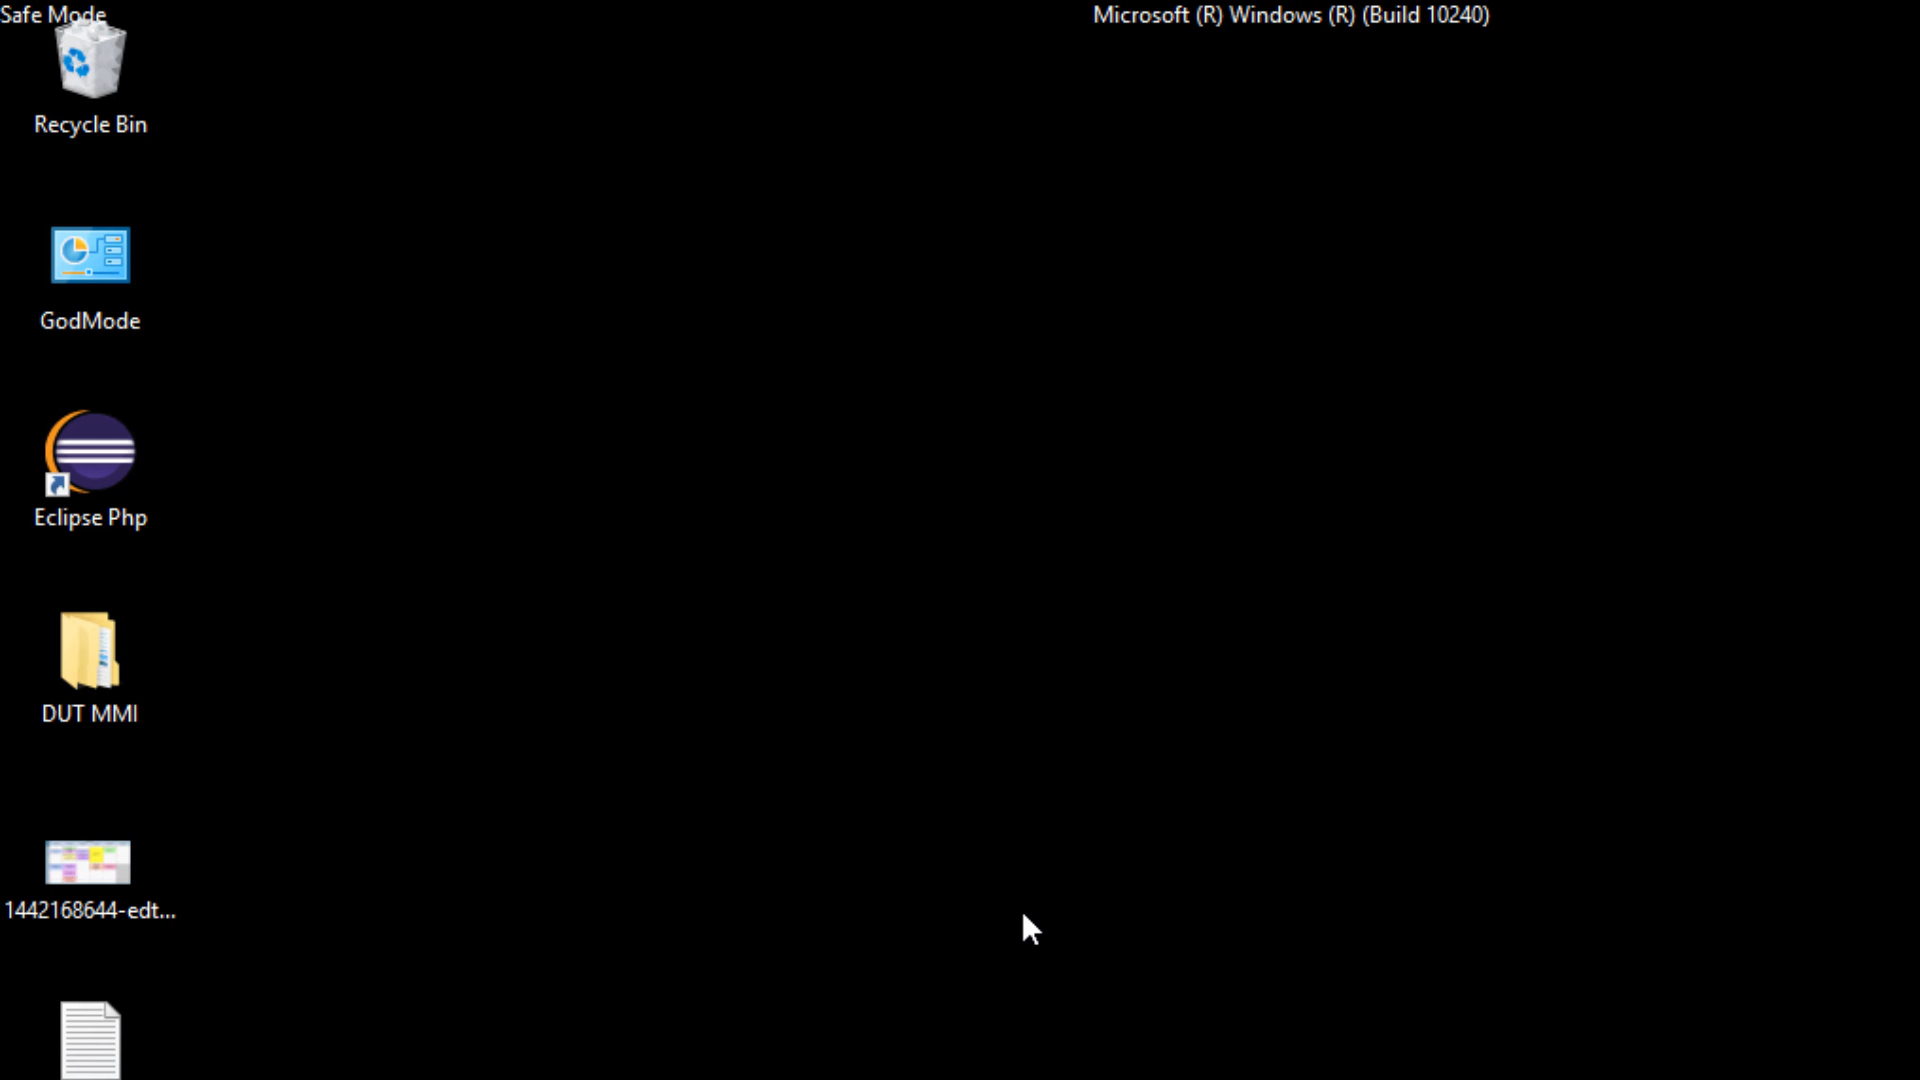 Safe Mode
Microsoft (R) Windows (R) (Build 10240)
Recycle Bin
GodMode
Eclipse Php
DUT MMI
1442168644-edt...